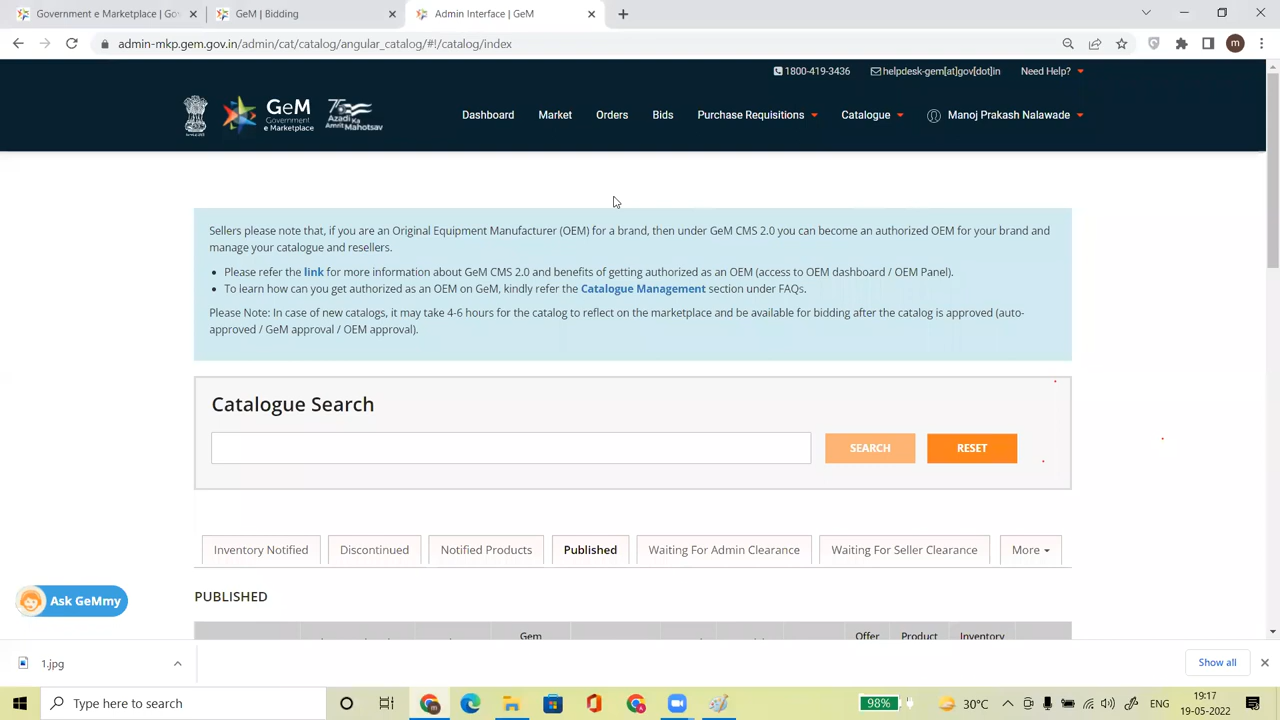 Government e Marketplace | Go
GeM | Bidding
Admin Interface | GeM
admin-mkp.gem.gov.in/admin/cat/catalog/angular_catalog/#!/catalog/index
m
1800-419-3436 helpdesk-gem[at]gov[dot]in Need Help?
GeM
Government
e Marketplace
75
Azadi Ka
Amrit Mahotsav
Dashboard Market Orders Bids Purchase Requisitions Catalogue Manoj Prakash Nalawade
Sellers please note that, if you are an Original Equipment Manufacturer (OEM) for a brand, then under GeM CMS 2.0 you can become an authorized OEM for your brand and
manage your catalogue and resellers.
Please refer the link for more information about GeM CMS 2.0 and benefits of getting authorized as an OEM (access to OEM dashboard / OEM Panel).
To learn how can you get authorized as an OEM on GeM, kindly refer the Catalogue Management section under FAQs.
Please Note: In case of new catalogs, it may take 4-6 hours for the catalog to reflect on the marketplace and be available for bidding after the catalog is approved (auto-
approved / GeM approval / OEM approval).
Catalogue Search
SEARCH RESET
Inventory Notified Discontinued Notified Products Published Waiting For Admin Clearance Waiting For Seller Clearance More
PUBLISHED
Gem Offer Product Inventory
Ask GeMmy
1.jpg Show all
Type here to search
98% 30°C ENG
19:17
19-05-2022